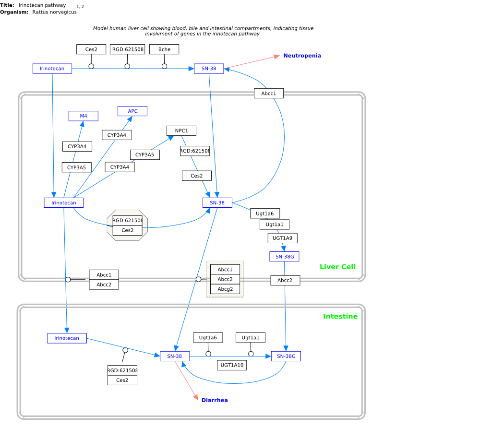 Title: Irinotecan pathway 1, 2
Organism: Rattus norvegicus
Model human liver cell showing blood, bile and intestinal compartments, indicating tissue
involvement of genes in the irinotecan pathway
Ces2
RGD:621508
Bche
Neutropenia
Irinotecan
SN-38
Abcc1
M4
APC
NPC1
CYP3A4
CYP3A4
RGD:621508
CYP3A4
CYP3A5
CYP3A5
Ces2
Irinotecan
SN-38
Ugt1a6
RGD:621508
Ces2
Ugt1a1
UGT1A9
SN-38G
Liver Cell
Abcc1
Abcc2
Abcc1
Abcc2
Abcg2
Abcc2
Intestine
Irinotecan
Ugt1a6
Ugt1a1
SN-38
SN-38G
UGT1A10
RGD:621508
Ces2
Diarrhea